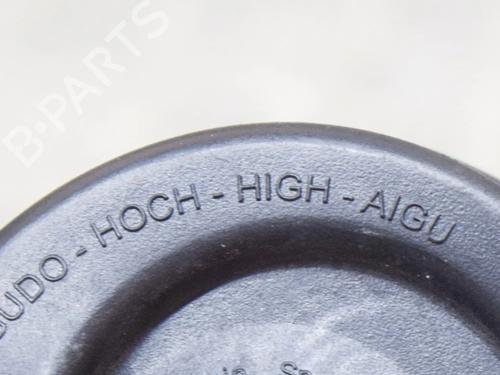 B-PARTS
UDO - HOCH - HIGH - AIGU